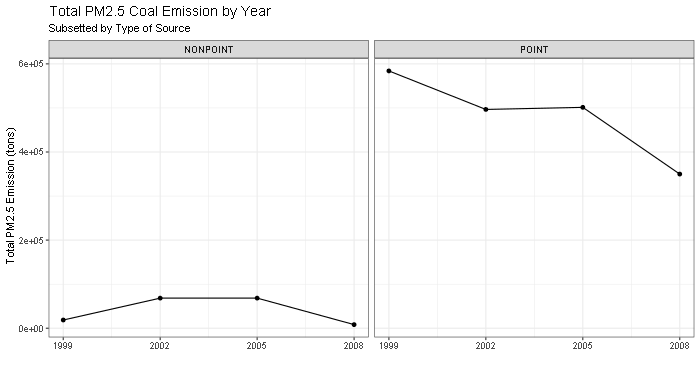 Total PM2.5 Coal Emission by Year
Subsetted by Type of Source
NONPOINT
POINT
Total PM2.5 Emission (tons)
6e+05
4e+05
2e+05
0e+00
1999 2002 2005 2008
1999 2002 2005 2008